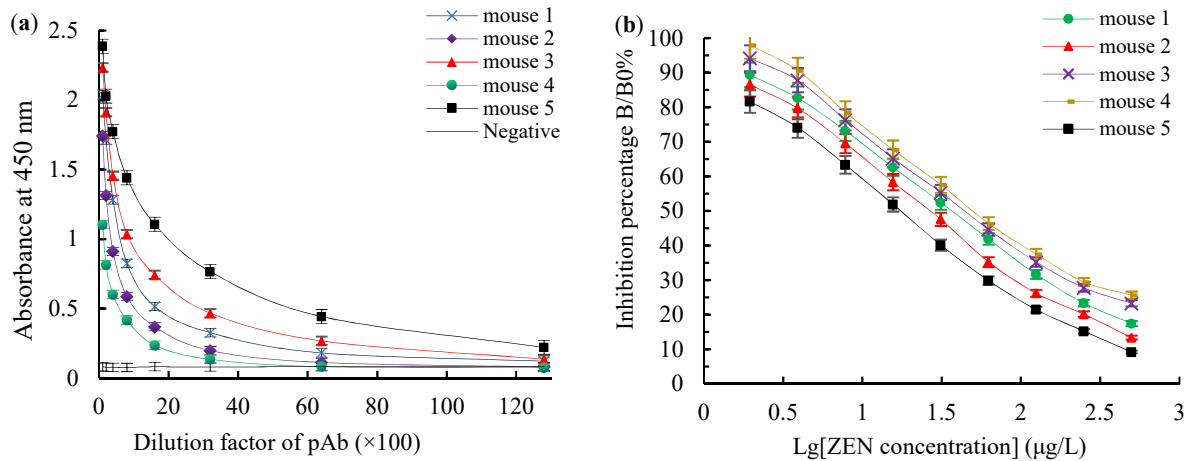 (a)
mouse 1
mouse 2
mouse 3
mouse 4
mouse 5
Negative
Absorbance at 450 nm
2.5
2
1.5
1
0.5
0
0 20 40 60 80 100 120
Dilution factor of pAb (×100)
(b)
mouse 1
mouse 2
mouse 3
mouse 4
mouse 5
Inhibition percentage B/B0%
100
90
80
70
60
50
40
30
20
10
0
0 0.5 1 1.5 2 2.5 3
Lg[ZEN concentration] (μg/L)